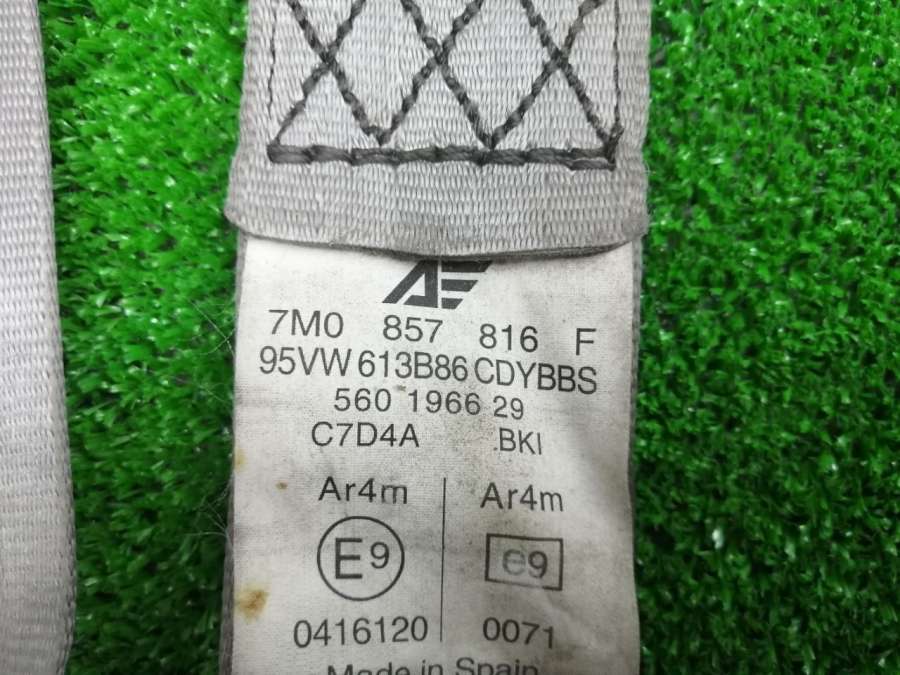 AE
7M0 857 816 F
95VW 613B86 CDYBBS
560 1966 29
C7D4A .BKI
Ar4m Ar4m
E9 e9
0416120 0071
Made in Spain